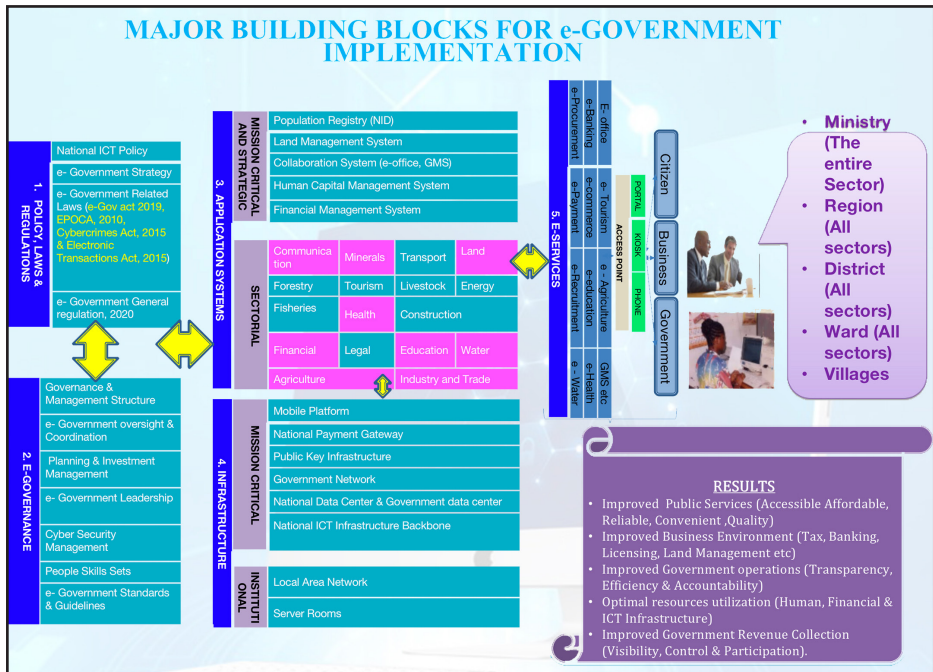 MAJOR BUILDING BLOCKS FOR e-GOVERNMENT
IMPLEMENTATION
1. POLICY, LAWS &
REGULATIONS
National ICT Policy
e- Government Strategy
e- Government Related
Laws (e-Gov act 2019,
EPOCA, 2010,
Cybercrimes Act, 2015
& Electronic
Transactions Act, 2015)
e- Government General
regulation, 2020
2. E-GOVERNANCE
Governance &
Management Structure
e- Government oversight &
Coordination
Planning & Investment
Management
e- Government Leadership
Cyber Security
Management
People Skills Sets
e- Government Standards
& Guidelines
3. APPLICATION SYSTEMS
MISSION CRITICAL
AND STRATEGIC
Population Registry (NID)
Land Management System
Collaboration System (e-office, GMS)
Human Capital Management System
Financial Management System
SECTORIAL
Communica
tion
Minerals
Transport
Land
Forestry
Tourism
Livestock
Energy
Fisheries
Health
Construction
Financial
Legal
Education
Water
Agriculture
Industry and Trade
4. INFRASTRUCTURE
MISSION CRITICAL
Mobile Platform
National Payment Gateway
Public Key Infrastructure
Government Network
National Data Center & Government data center
National ICT Infrastructure Backbone
INSTITUTI
ONAL
Local Area Network
Server Rooms
5. E-SERVICES
E- office
e-Banking
e-Procurement
e- Tourism
e-commerce
e-Payment
e - Agriculture
e-education
e-Recruitment
GMS etc
e-Health
e - Water
ACCESS POINT
PORTAL
KIOSK
PHONE
Citizen
Business
Government
• Ministry
(The
entire
Sector)
• Region
(All
sectors)
• District
(All
sectors)
• Ward (All
sectors)
• Villages
RESULTS
• Improved Public Services (Accessible Affordable,
Reliable, Convenient ,Quality)
• Improved Business Environment (Tax, Banking,
Licensing, Land Management etc)
• Improved Government operations (Transparency,
Efficiency & Accountability)
• Optimal resources utilization (Human, Financial &
ICT Infrastructure)
• Improved Government Revenue Collection
(Visibility, Control & Participation).